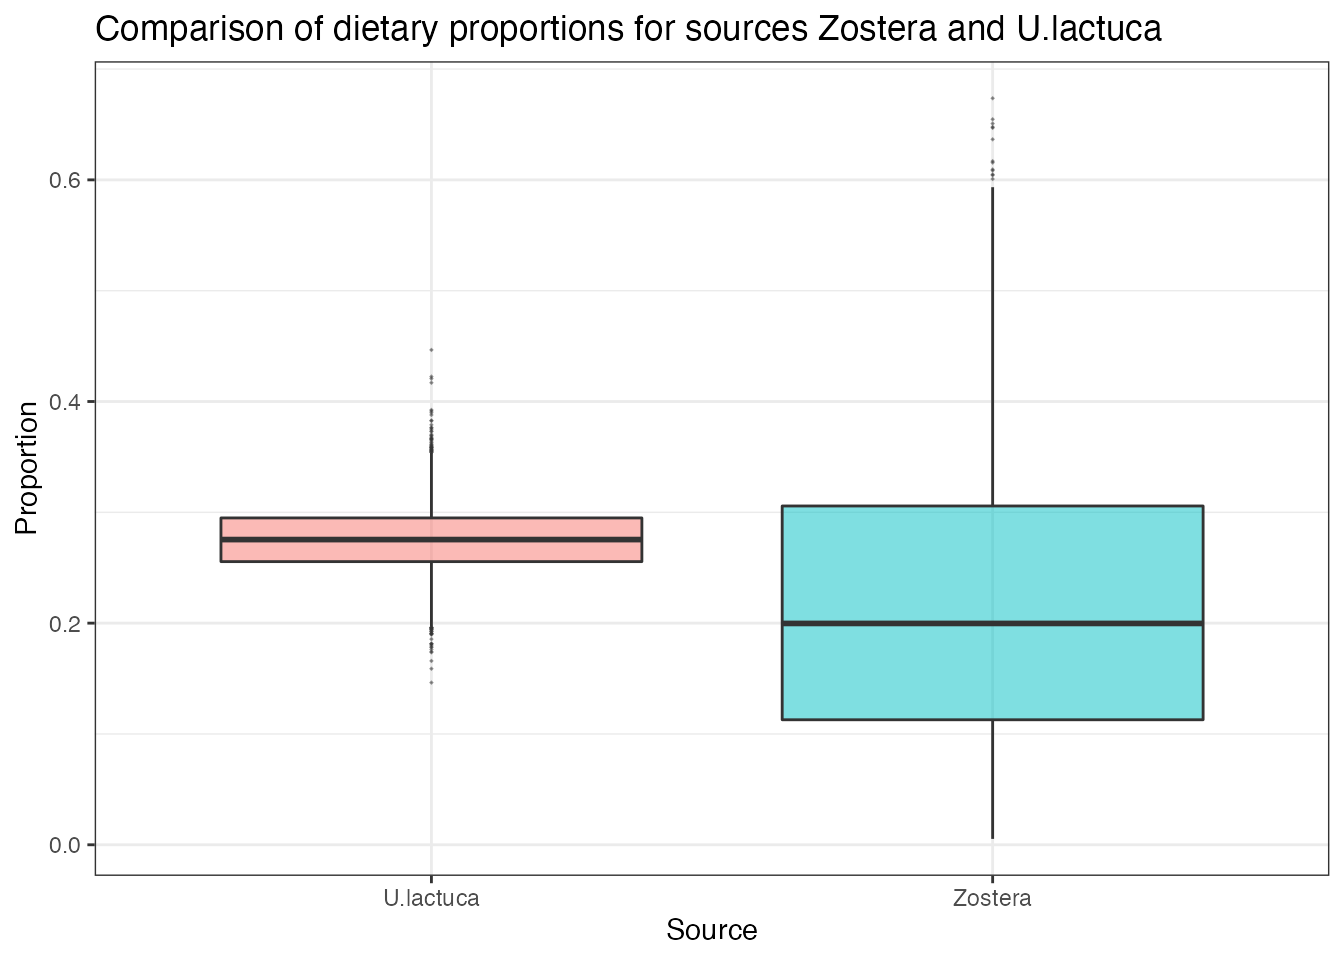 Comparison of dietary proportions for sources Zostera and U.lactuca
Proportion
0.6
0.4
0.2
0.0
U.lactuca Zostera
Source